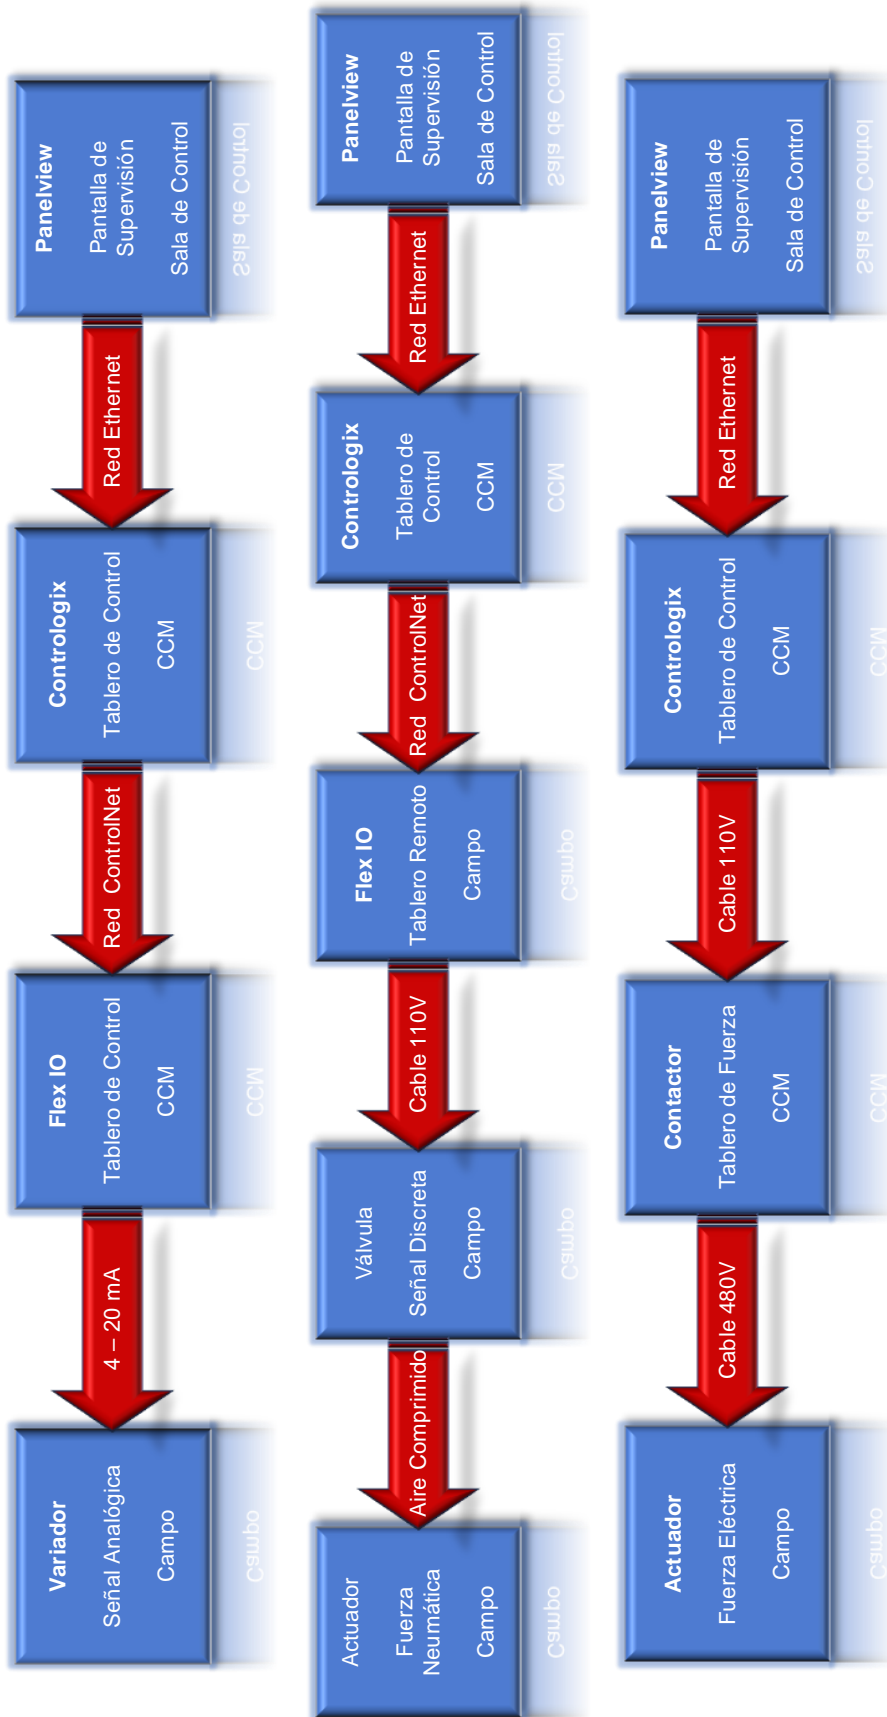 Panelview
Pantalla de
Supervisión
Sala de Control
Red Ethernet
Contrologix
Tablero de Control
CCM
Red ControlNet
Flex IO
Tablero de Control
CCM
4 – 20 mA
Variador
Señal Analógica
Campo
Panelview
Pantalla de
Supervisión
Sala de Control
Red Ethernet
Contrologix
Tablero de
Control
CCM
Red ControlNet
Flex IO
Tablero Remoto
Campo
Cable 110V
Válvula
Señal Discreta
Campo
Aire Comprimido
Actuador
Fuerza
Neumática
Campo
Panelview
Pantalla de
Supervisión
Sala de Control
Red Ethernet
Contrologix
Tablero de Control
CCM
Cable 110V
Contactor
Tablero de Fuerza
CCM
Cable 480V
Actuador
Fuerza Eléctrica
Campo